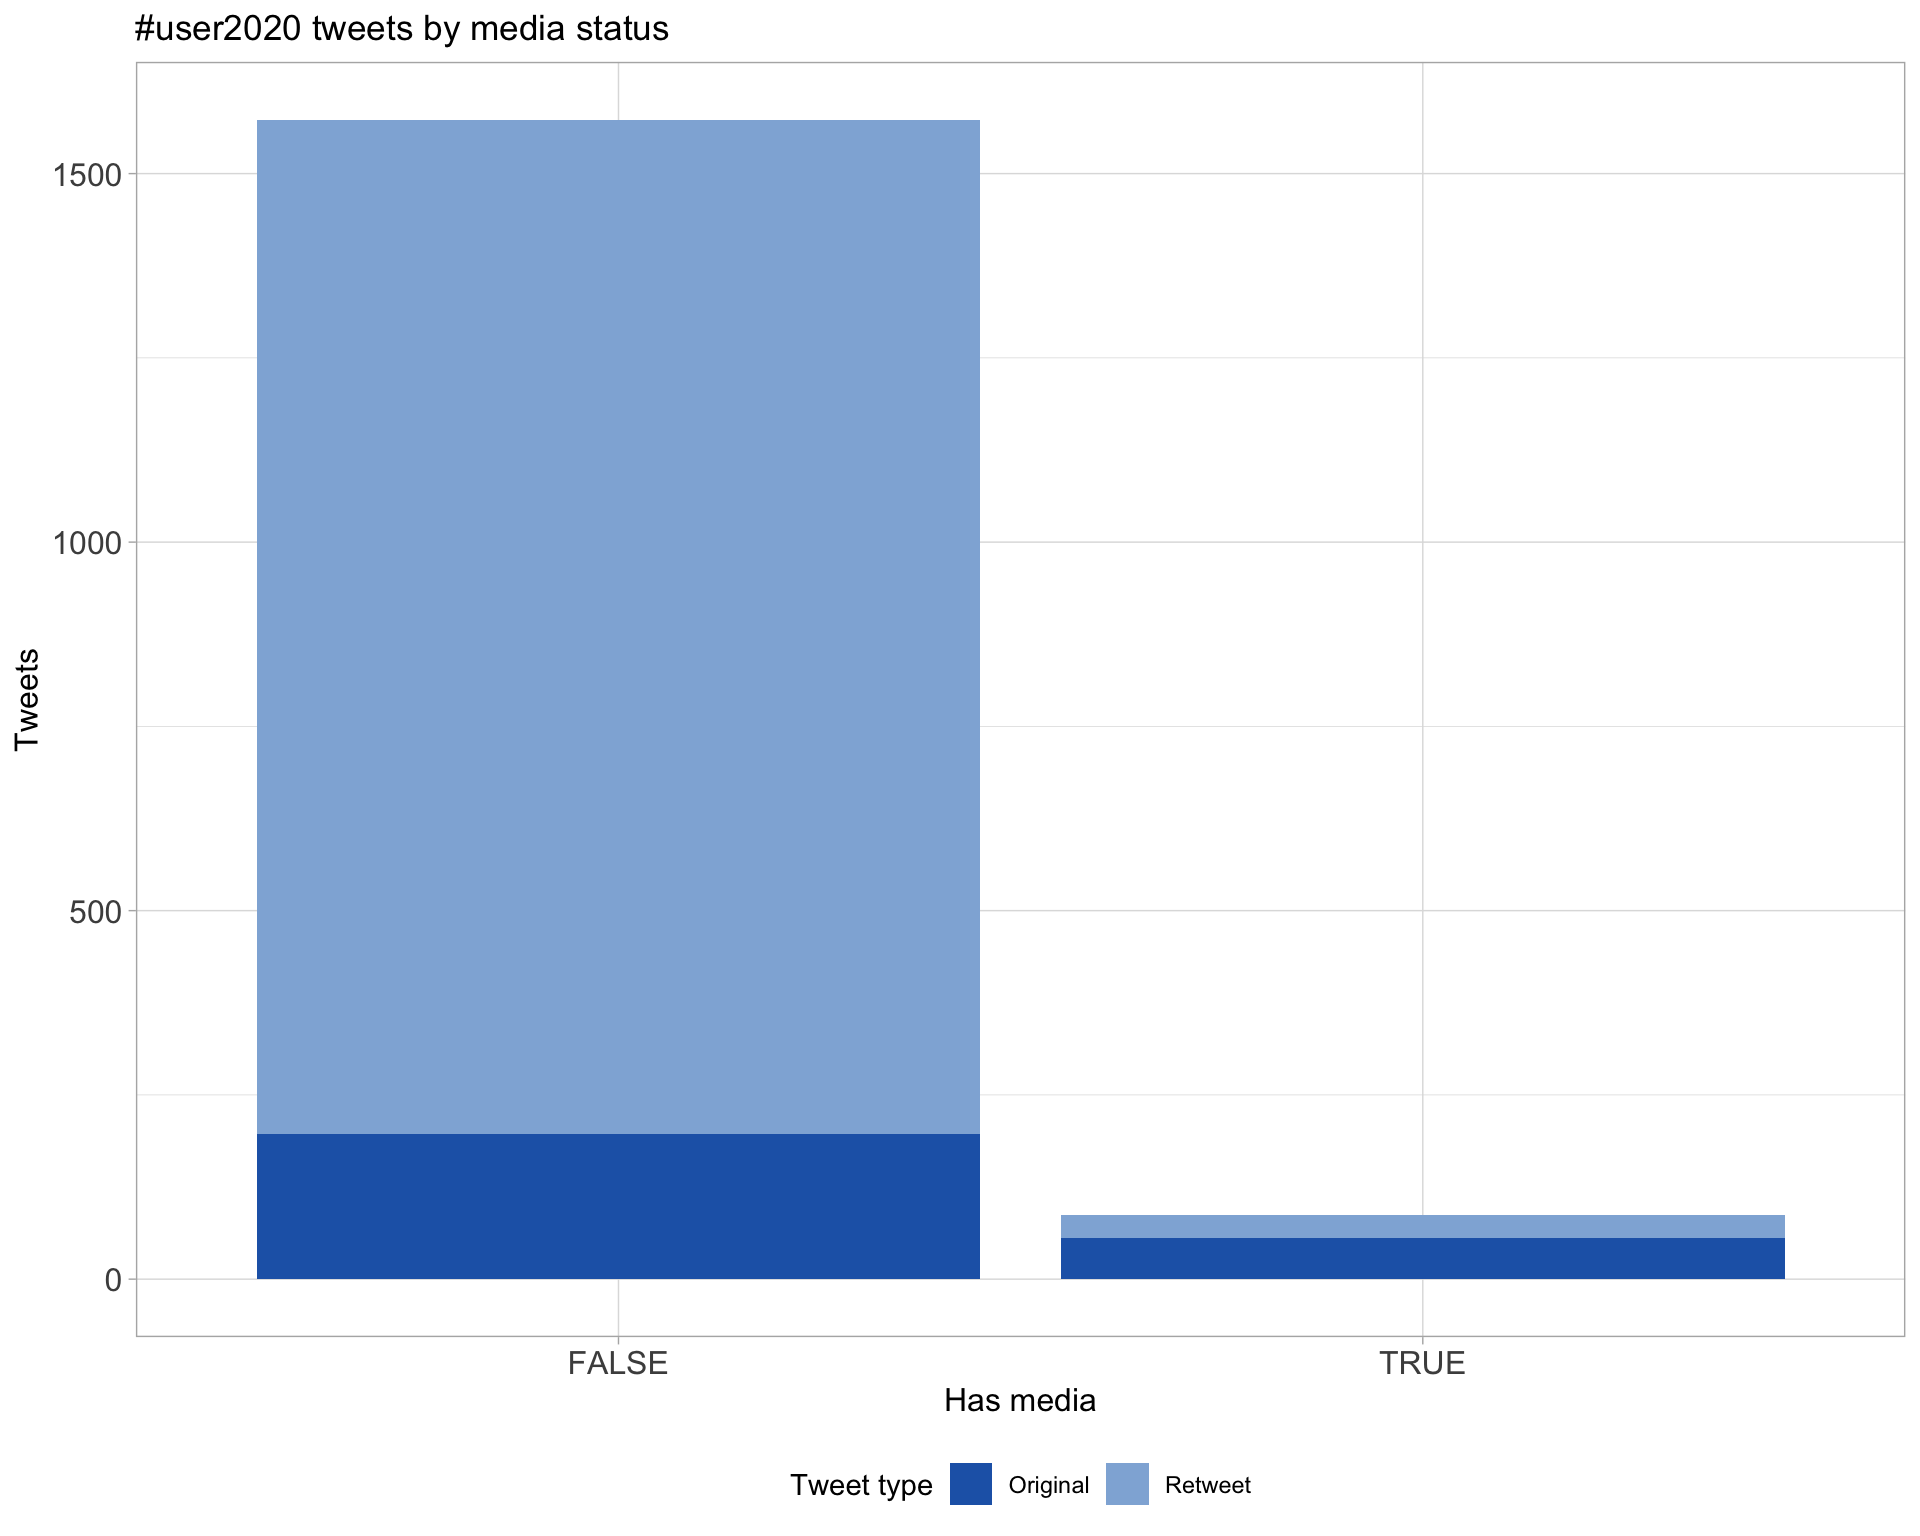 #user2020 tweets by media status
1500
1000
500
0
Tweets
FALSE
TRUE
Has media
Tweet type
Original
Retweet